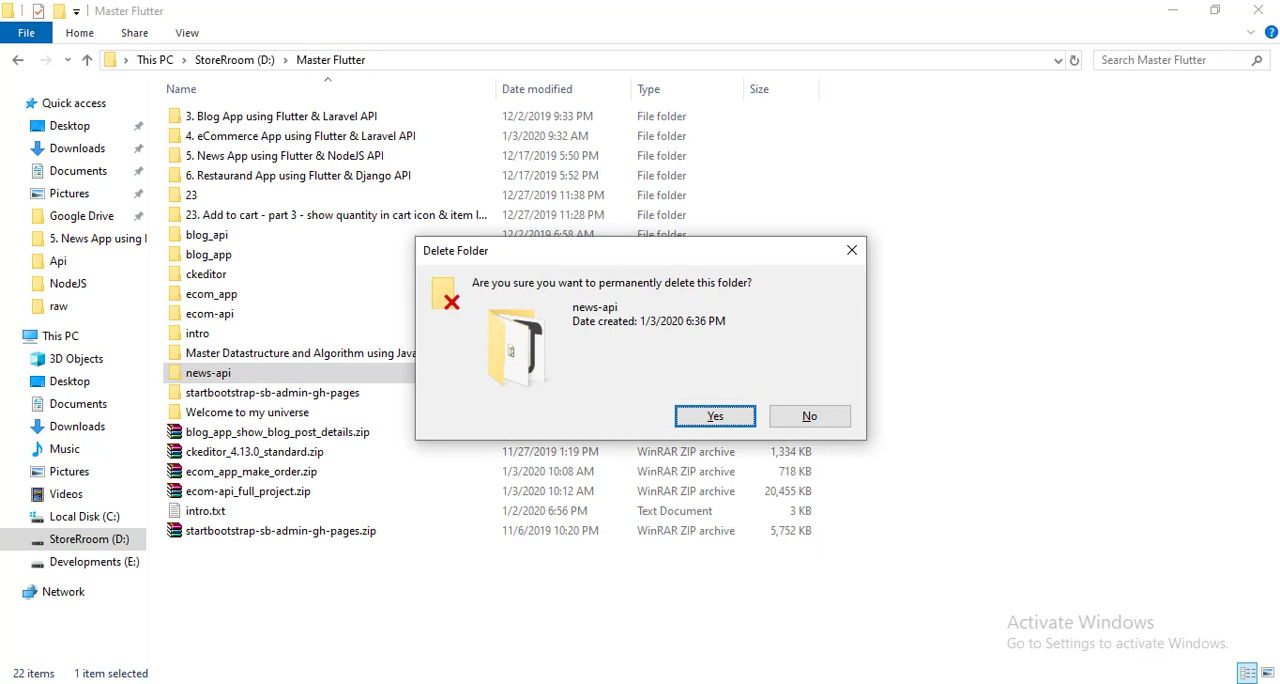 Master Flutter
File Home Share View
This PC StoreRroom (D:) Master Flutter
Search Master Flutter
Name Date modified Type Size
Quick access
Desktop
Downloads
Documents
Pictures
Google Drive
5. News App using I
Api
NodeJS
raw
This PC
3D Objects
Desktop
Documents
Downloads
Music
Pictures
Videos
Local Disk (C:)
StoreRroom (D:)
Developments (E:)
Network
3. Blog App using Flutter & Laravel API 12/2/2019 9:33 PM File folder
4. eCommerce App using Flutter & Laravel API 1/3/2020 9:32 AM File folder
5. News App using Flutter & NodeJS API 12/17/2019 5:50 PM File folder
6. Restaurand App using Flutter & Django API 12/17/2019 5:52 PM File folder
23 12/27/2019 11:38 PM File folder
23. Add to cart - part 3 - show quantity in cart icon & item l... 12/27/2019 11:28 PM File folder
blog_api 12/2/2019 6:58 AM File folder
blog_app
ckeditor
ecom_app
ecom-api
intro
Master Datastructure and Algorithm using Java
news-api
startbootstrap-sb-admin-gh-pages
Welcome to my universe
blog_app_show_blog_post_details.zip
ckeditor_4.13.0_standard.zip 11/27/2019 1:19 PM WinRAR ZIP archive 1,334 KB
ecom_app_make_order.zip 1/3/2020 10:08 AM WinRAR ZIP archive 718 KB
ecom-api_full_project.zip 1/3/2020 10:12 AM WinRAR ZIP archive 20,455 KB
intro.txt 1/2/2020 6:56 PM Text Document 3 KB
startbootstrap-sb-admin-gh-pages.zip 11/6/2019 10:20 PM WinRAR ZIP archive 5,752 KB
Delete Folder
Are you sure you want to permanently delete this folder?
news-api
Date created: 1/3/2020 6:36 PM
Yes No
Activate Windows
Go to Settings to activate Windows.
22 items 1 item selected